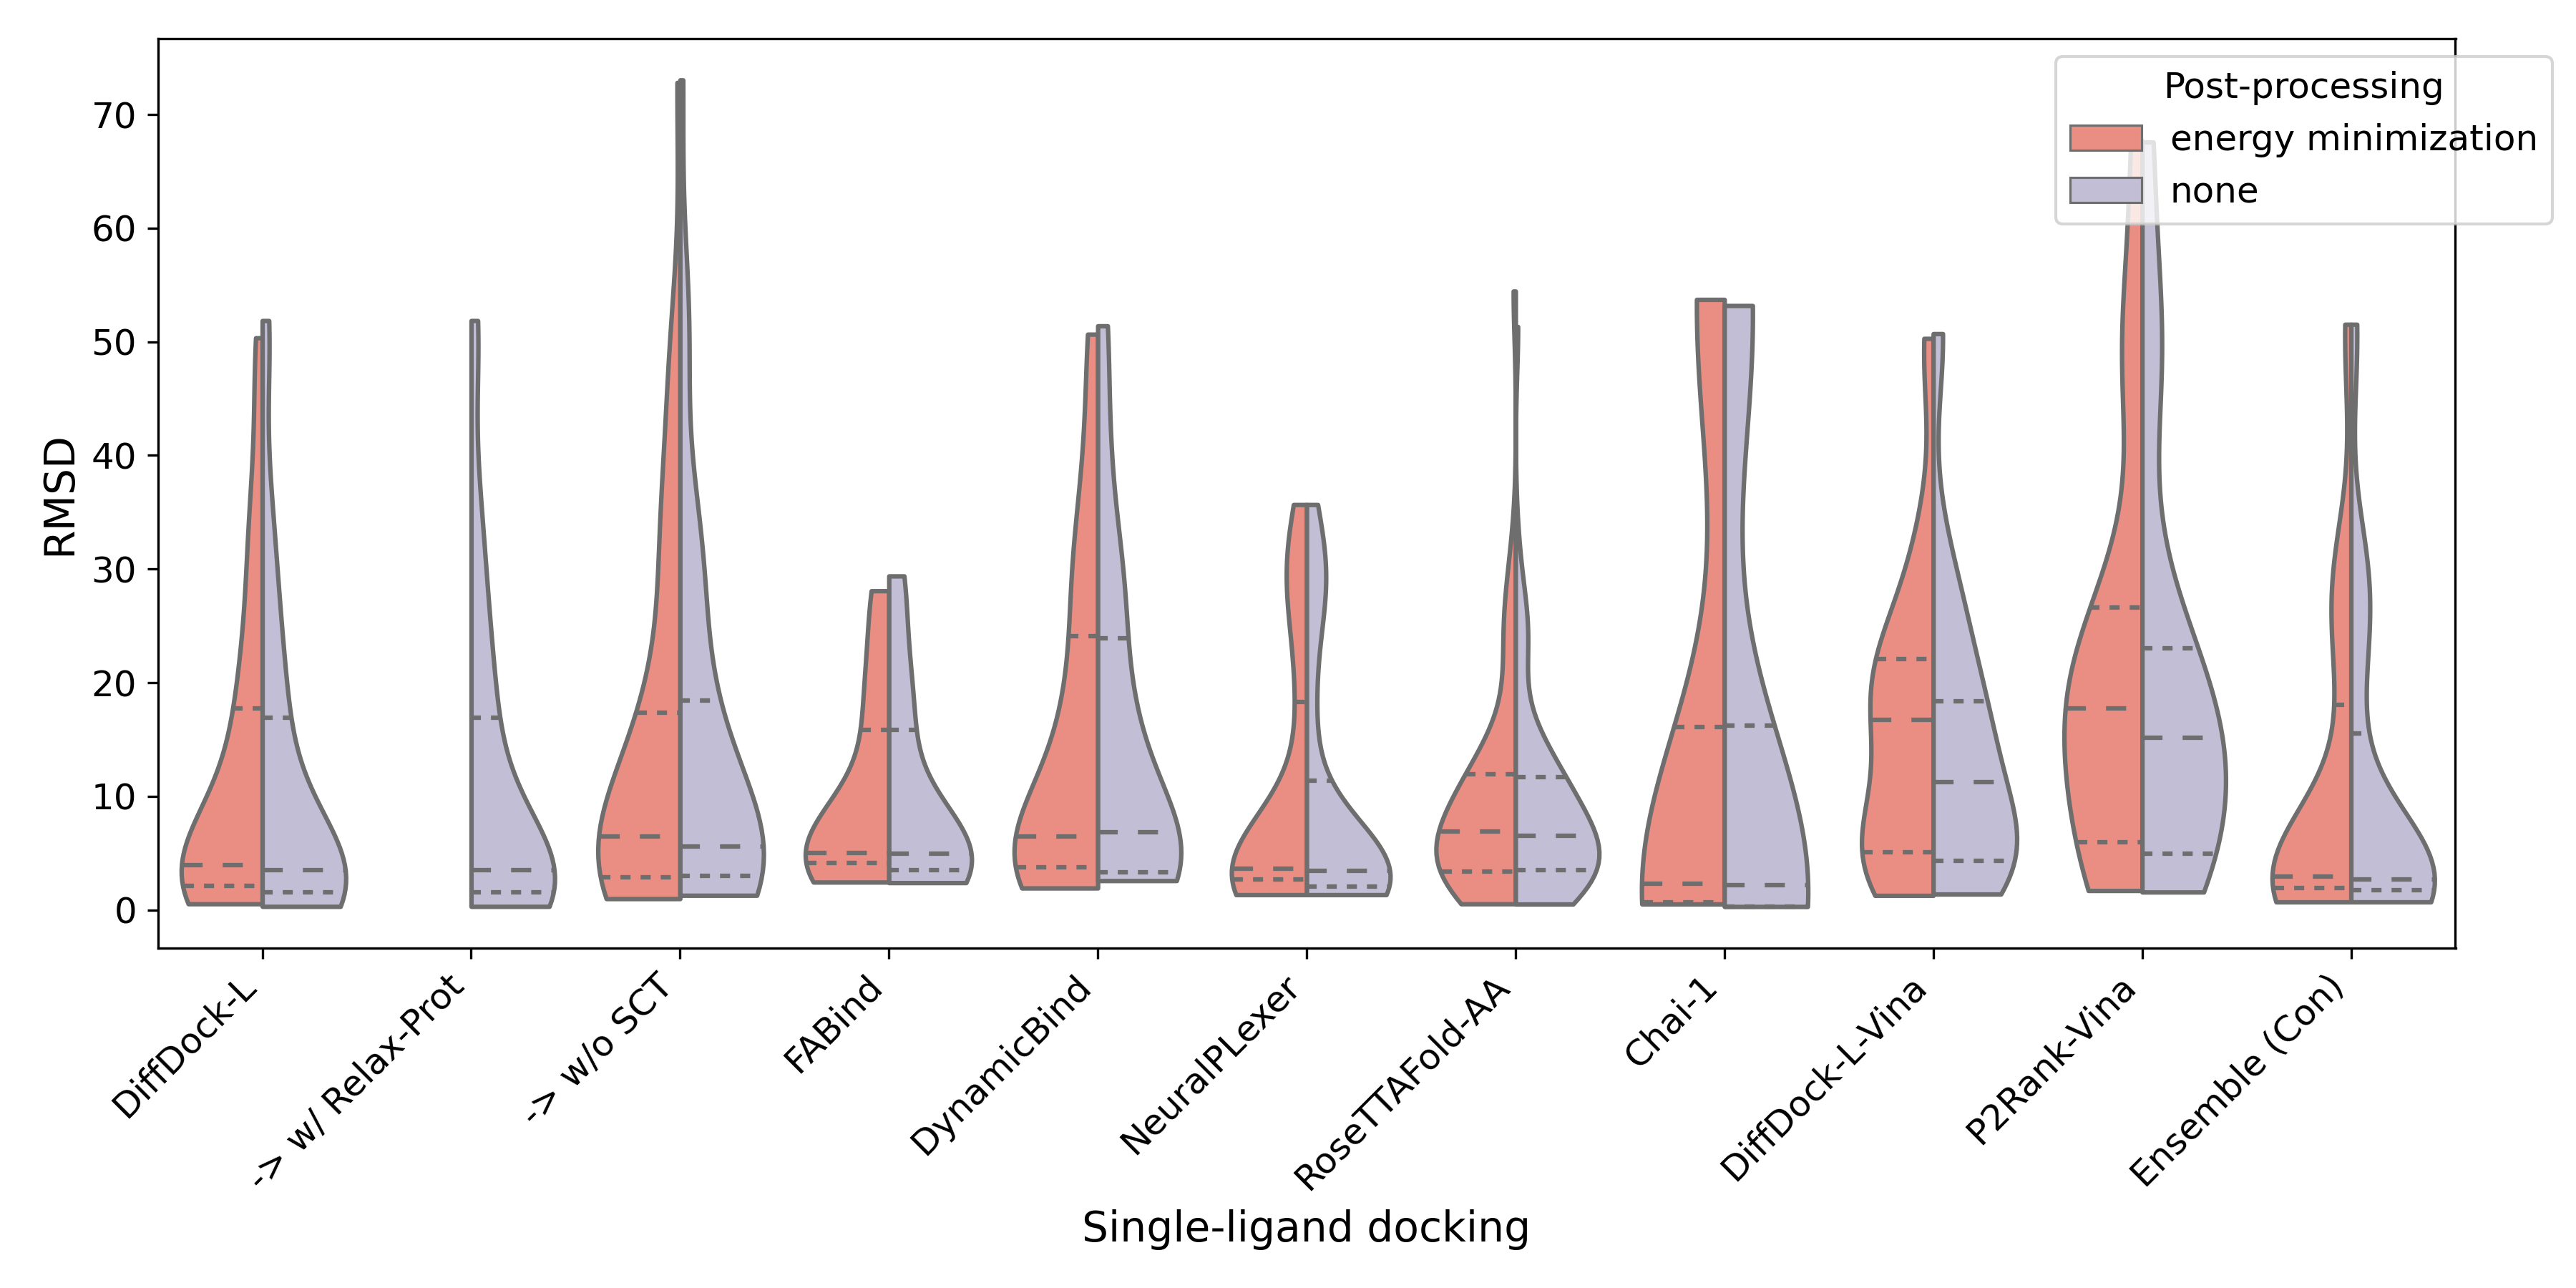 Post-processing
energy minimization
none
RMSD
70
60
50
40
30
20
10
0
DiffDock-L
-> w/ Relax-Prot
-> w/o SCT
FABind
DynamicBind
NeuralPLexer
RoseTTAFold-AA
Chai-1
DiffDock-L-Vina
P2Rank-Vina
Ensemble (Con)
Single-ligand docking